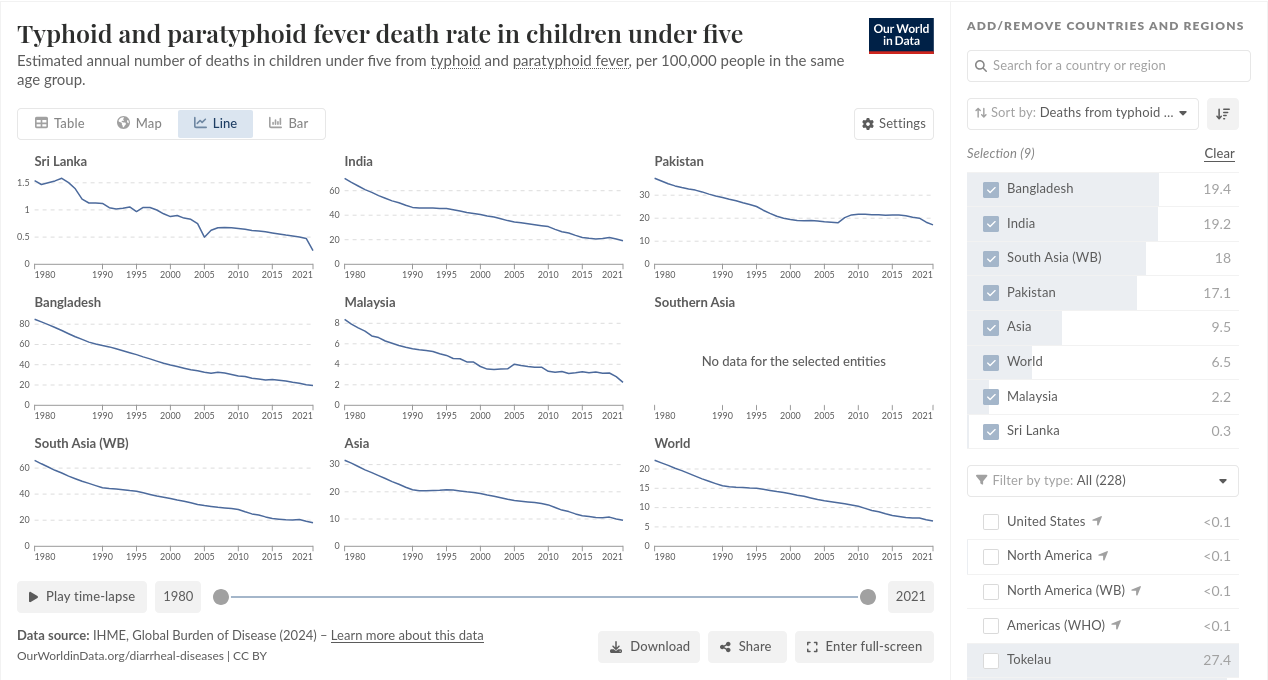 Typhoid and paratyphoid fever death rate in children under five
Our World
in Data
Estimated annual number of deaths in children under five from typhoid and paratyphoid fever, per 100,000 people in the same
age group.
Table
Map
Line
Bar
Settings
Sri Lanka
1.5
1
0.5
0
1980 1990 1995 2000 2005 2010 2015 2021
India
60
40
20
0
1980 1990 1995 2000 2005 2010 2015 2021
Pakistan
30
20
10
0
1980 1990 1995 2000 2005 2010 2015 2021
Bangladesh
80
60
40
20
0
1980 1990 1995 2000 2005 2010 2015 2021
Malaysia
8
6
4
2
0
1980 1990 1995 2000 2005 2010 2015 2021
Southern Asia
No data for the selected entities
1980 1990 1995 2000 2005 2010 2015 2021
South Asia (WB)
60
40
20
0
1980 1990 1995 2000 2005 2010 2015 2021
Asia
30
20
10
0
1980 1990 1995 2000 2005 2010 2015 2021
World
20
15
10
5
0
1980 1990 1995 2000 2005 2010 2015 2021
Play time-lapse
1980
2021
Data source: IHME, Global Burden of Disease (2024) – Learn more about this data
OurWorldinData.org/diarrheal-diseases | CC BY
Download
Share
Enter full-screen
ADD/REMOVE COUNTRIES AND REGIONS
Search for a country or region
Sort by: Deaths from typhoid ...
Selection (9) Clear
Bangladesh 19.4
India 19.2
South Asia (WB) 18
Pakistan 17.1
Asia 9.5
World 6.5
Malaysia 2.2
Sri Lanka 0.3
Filter by type: All (228)
United States <0.1
North America <0.1
North America (WB) <0.1
Americas (WHO) <0.1
Tokelau 27.4